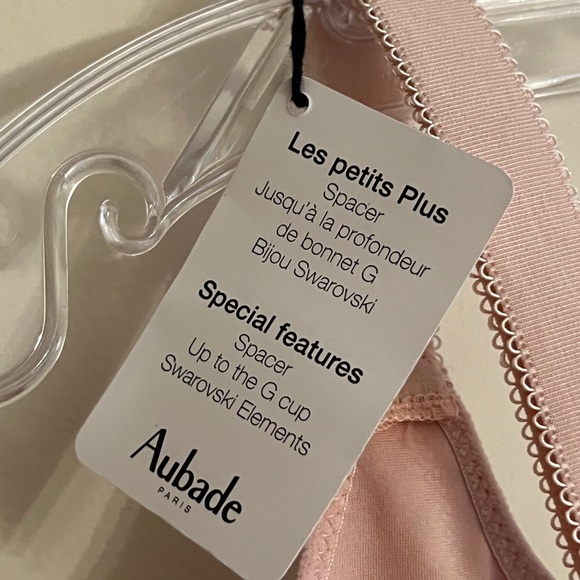 Les petits Plus
Spacer
Jusqu'à la profondeur
de bonnet G
Bijou Swarovski
Special features
Spacer
Up to the G cup
Swarovski Elements
Aubade
PARIS